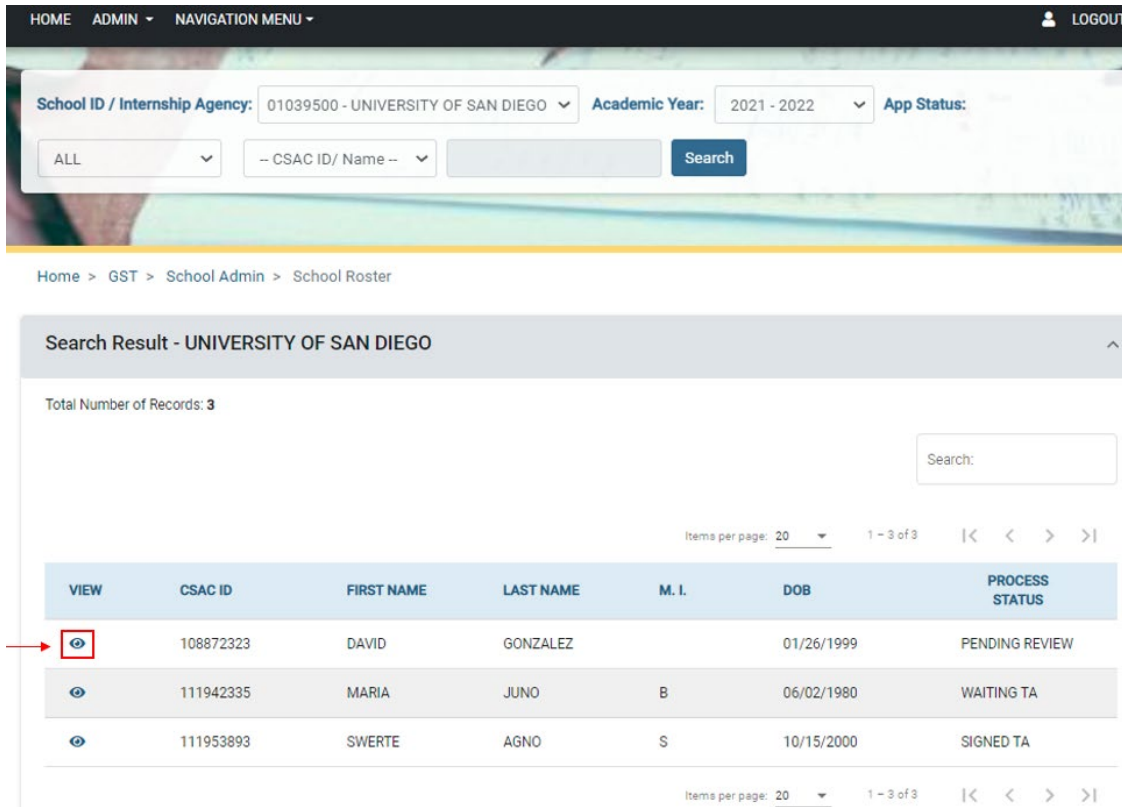 HOME ADMIN NAVIGATION MENU LOGOUT
School ID / Internship Agency: 01039500 - UNIVERSITY OF SAN DIEGO Academic Year: 2021 - 2022 App Status:
ALL -- CSAC ID/ Name -- Search
Home > GST > School Admin > School Roster
Search Result - UNIVERSITY OF SAN DIEGO
Total Number of Records: 3
Search:
Items per page: 20 1 – 3 of 3
VIEW CSAC ID FIRST NAME LAST NAME M. I. DOB PROCESS STATUS
108872323 DAVID GONZALEZ 01/26/1999 PENDING REVIEW
111942335 MARIA JUNO B 06/02/1980 WAITING TA
111953893 SWERTE AGNO S 10/15/2000 SIGNED TA
Items per page: 20 1 – 3 of 3